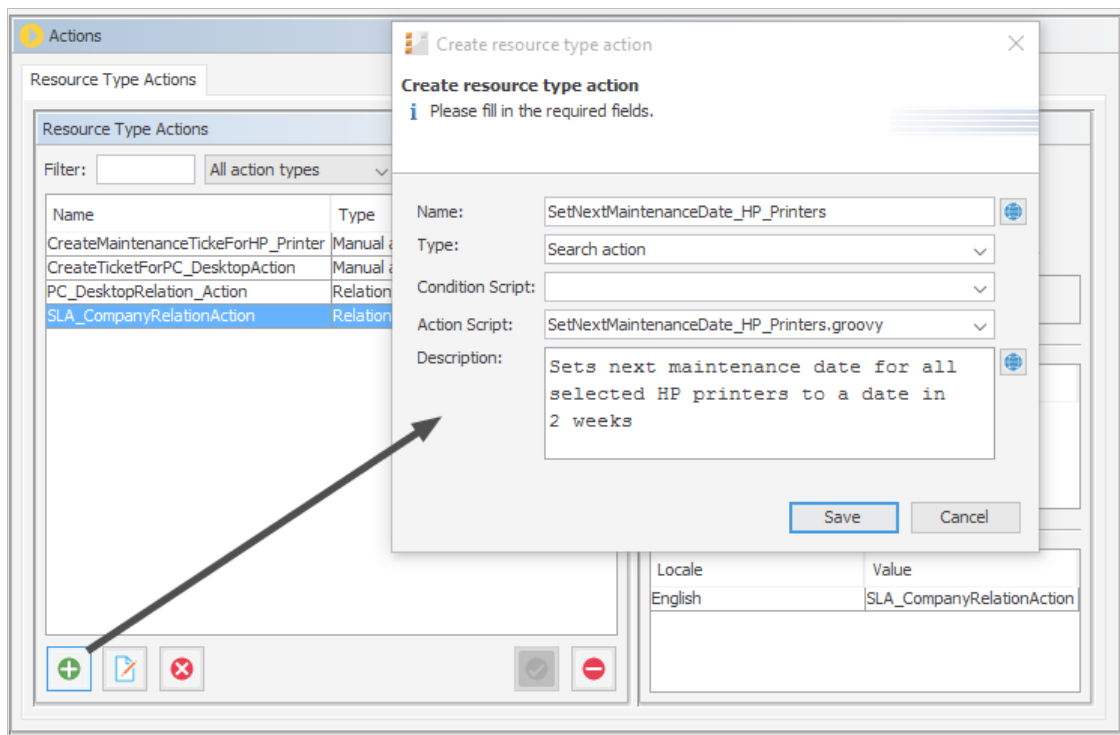 Actions
Resource Type Actions
Resource Type Actions
Filter:
All action types
Name Type
CreateMaintenanceTickeForHP_Printer Manual
CreateTicketForPC_DesktopAction Manual
PC_DesktopRelation_Action Relation
SLA_CompanyRelationAction Relation
Create resource type action
Create resource type action
Please fill in the required fields.
Name: SetNextMaintenanceDate_HP_Printers
Type: Search action
Condition Script:
Action Script: SetNextMaintenanceDate_HP_Printers.groovy
Description: Sets next maintenance date for all
selected HP printers to a date in
2 weeks
Save Cancel
Locale Value
English SLA_CompanyRelationAction